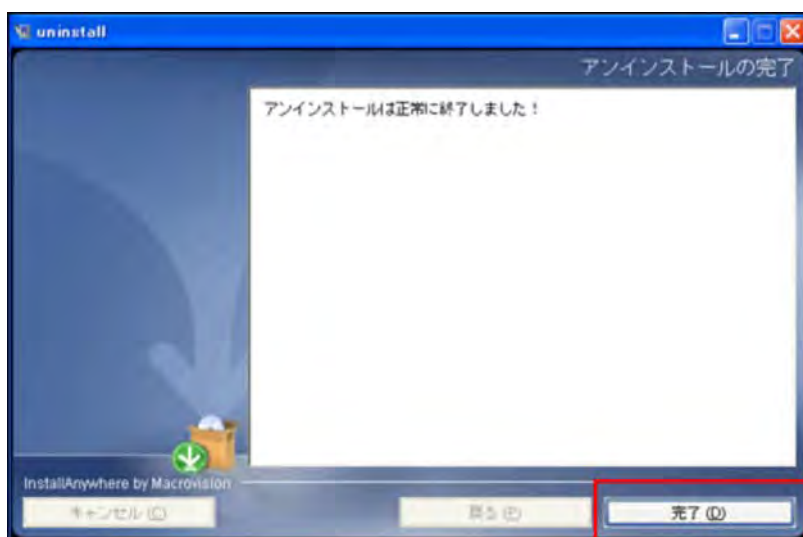 uninstall
アンインストールの完了
アンインストールは正常に終了しました！
InstallAnywhere by Macrovision
キャンセル (C)
戻る (P)
完了 (D)